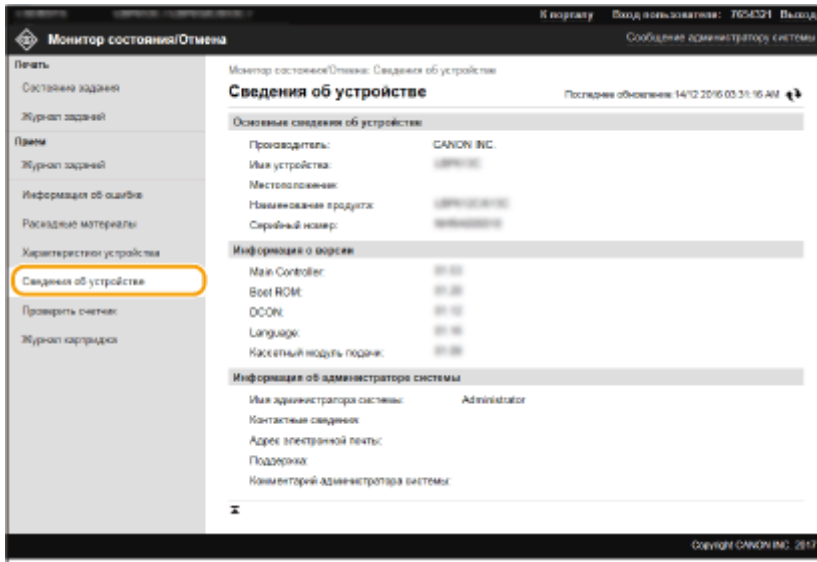 К порталу Вход пользователя: 7654321 Выход
Монитор состояния/Отмена
Сообщение администратору системы
Печать
Состояние задания
Журнал заданий
Прием
Журнал заданий
Информация об ошибке
Расходные материалы
Характеристики устройства
Сведения об устройстве
Проверить счетчик
Журнал картриджа
Монитор состояния/Отмена: Сведения об устройстве
Сведения об устройстве
Последнее обновление: 14/12 2016 03:31:16 AM
Основные сведения об устройстве
Производитель: CANON INC.
Имя устройства:
Местоположение:
Наименование продукта:
Серийный номер:
Информация о версии
Main Controller:
Boot ROM:
DCON:
Language:
Кассетный модуль подачи:
Информация об администраторе системы
Имя администратора системы: Administrator
Контактные сведения:
Адрес электронной почты:
Поддержка:
Комментарий администратора системы:
Copyright CANON INC. 2017